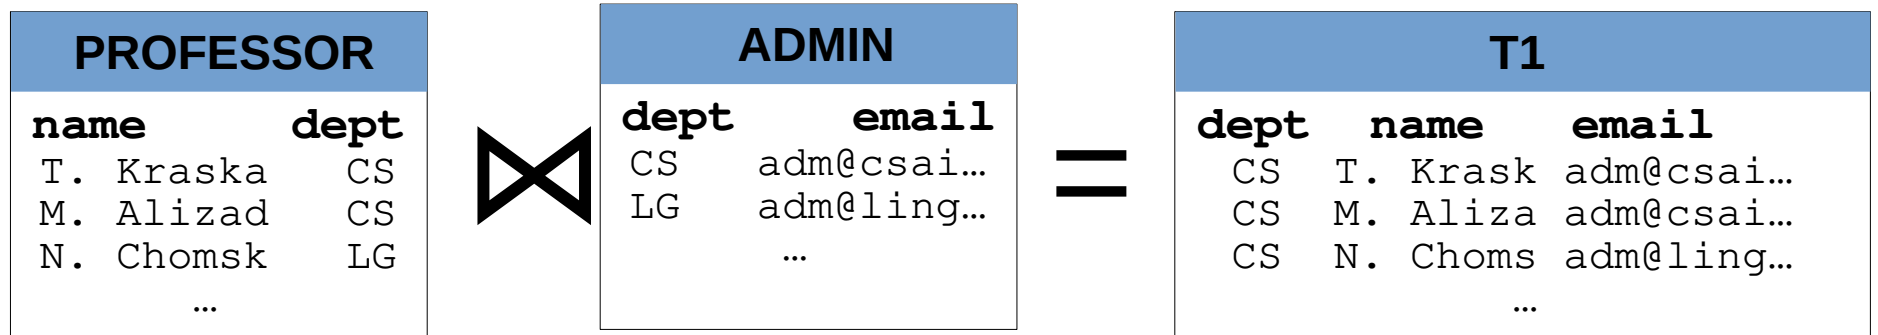 PROFESSOR
name dept
T. Kraska CS
M. Alizad CS
N. Chomsk LG
…
⋈
ADMIN
dept email
CS adm@csai…
LG adm@ling…
…
=
T1
dept name email
CS T. Krask adm@csai…
CS M. Aliza adm@csai…
CS N. Choms adm@ling…
…